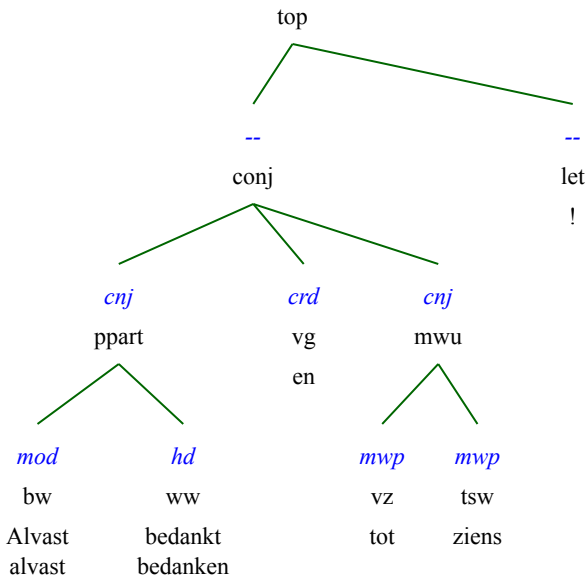 top
-- --
conj let
!
cnj crd cnj
ppart vg mwu
en
mod hd mwp mwp
bw ww vz tsw
Alvast bedankt tot ziens
alvast bedanken